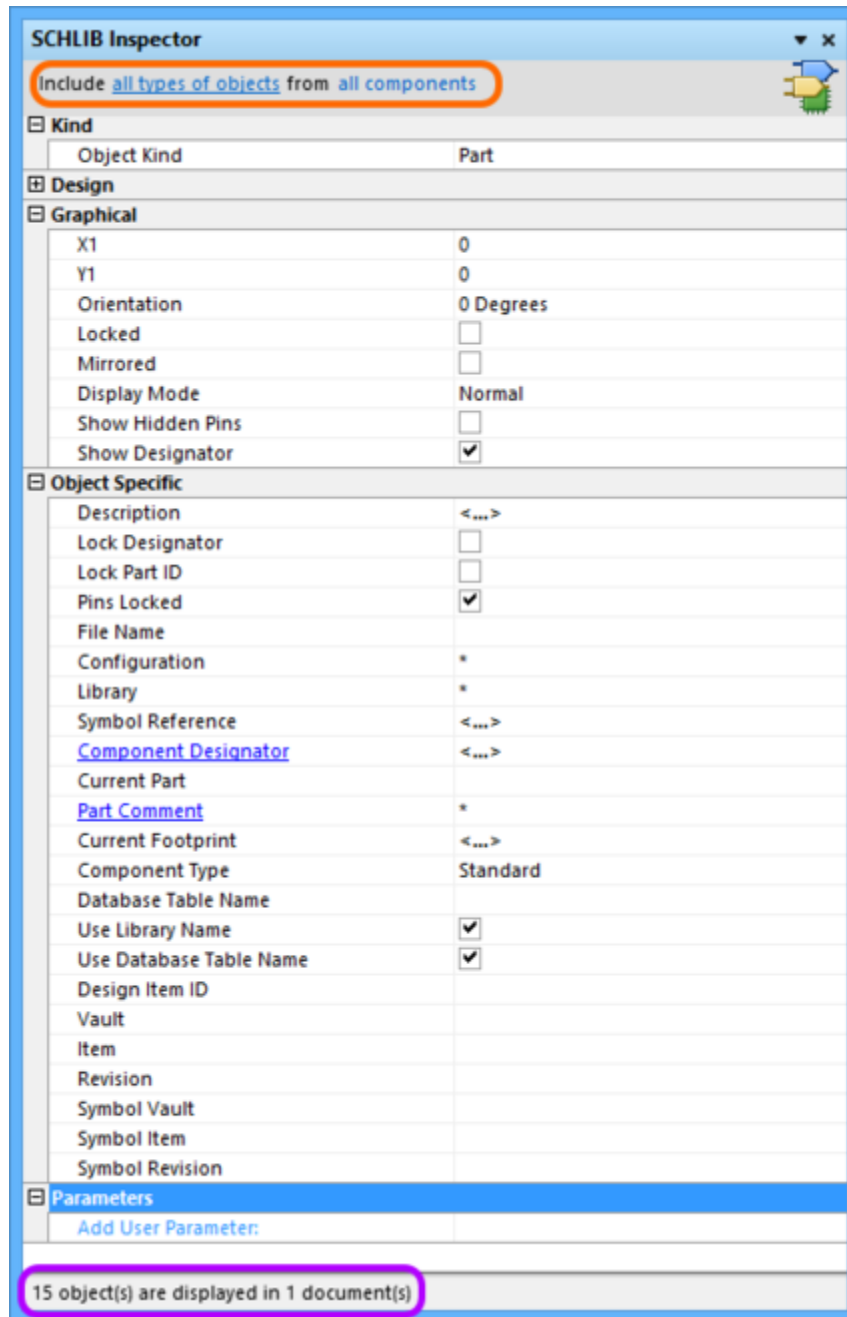 SCHLIB Inspector
Include all types of objects from all components
Kind
Object Kind Part
Design
Graphical
X1 0
Y1 0
Orientation 0 Degrees
Locked
Mirrored
Display Mode Normal
Show Hidden Pins
Show Designator
Object Specific
Description <...>
Lock Designator
Lock Part ID
Pins Locked
File Name
Configuration *
Library *
Symbol Reference <...>
Component Designator <...>
Current Part
Part Comment *
Current Footprint <...>
Component Type Standard
Database Table Name
Use Library Name
Use Database Table Name
Design Item ID
Vault
Item
Revision
Symbol Vault
Symbol Item
Symbol Revision
Parameters
Add User Parameter:
15 object(s) are displayed in 1 document(s)